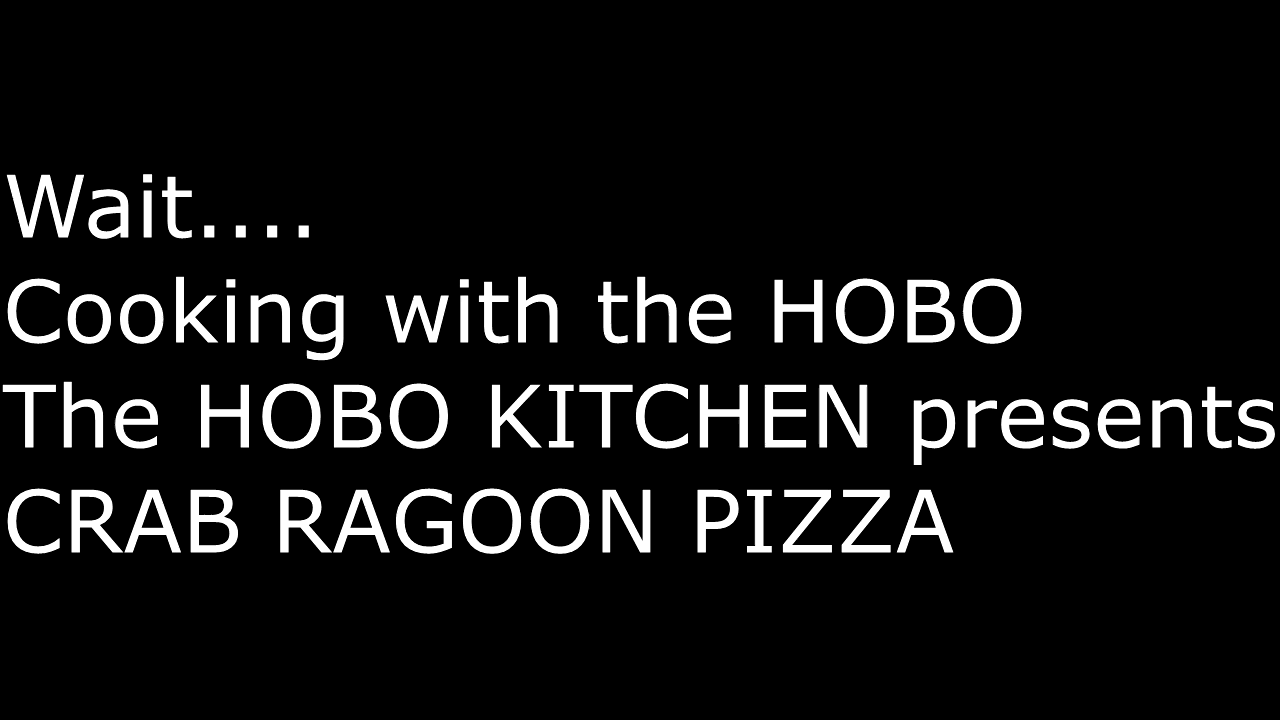 Wait....
Cooking with the HOBO
The HOBO KITCHEN presents
CRAB RAGOON PIZZA